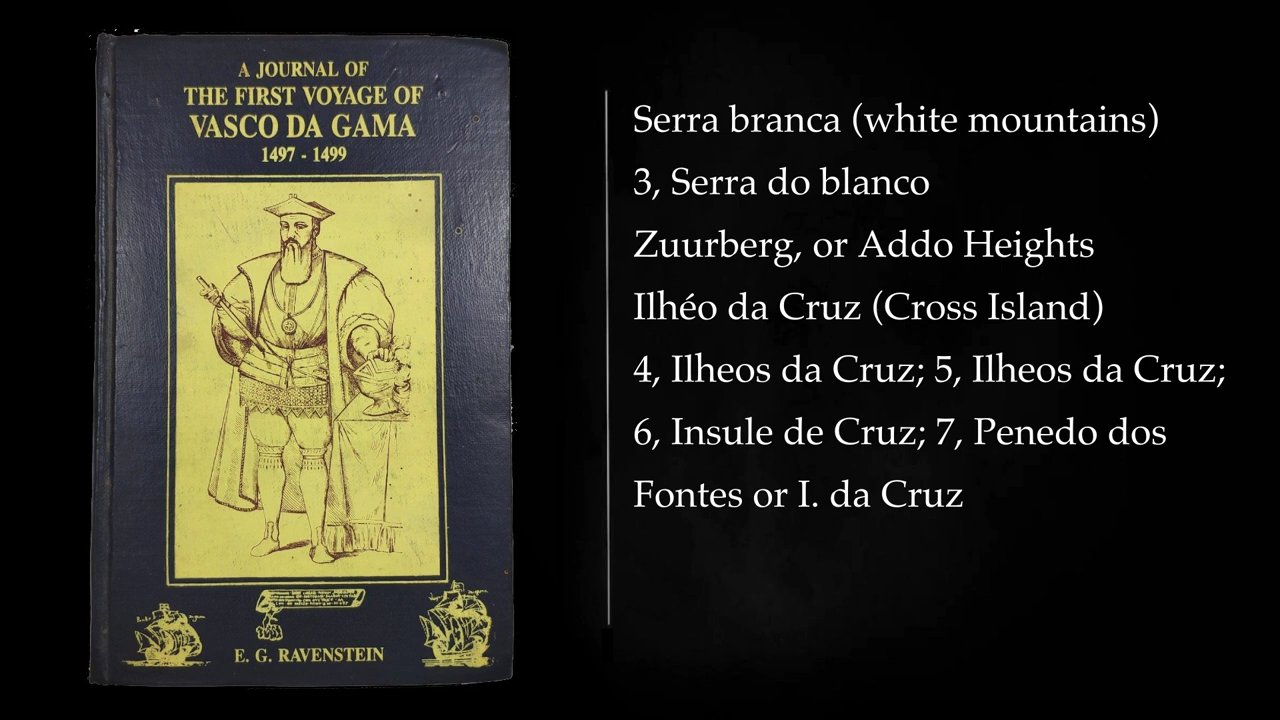 A JOURNAL OF
THE FIRST VOYAGE OF
VASCO DA GAMA
1497 - 1499
E. G. RAVENSTEIN
Serra branca (white mountains)
3, Serra do blanco
Zuurberg, or Addo Heights
Ilhéo da Cruz (Cross Island)
4, Ilheos da Cruz; 5, Ilheos da Cruz;
6, Insule de Cruz; 7, Penedo dos
Fontes or I. da Cruz